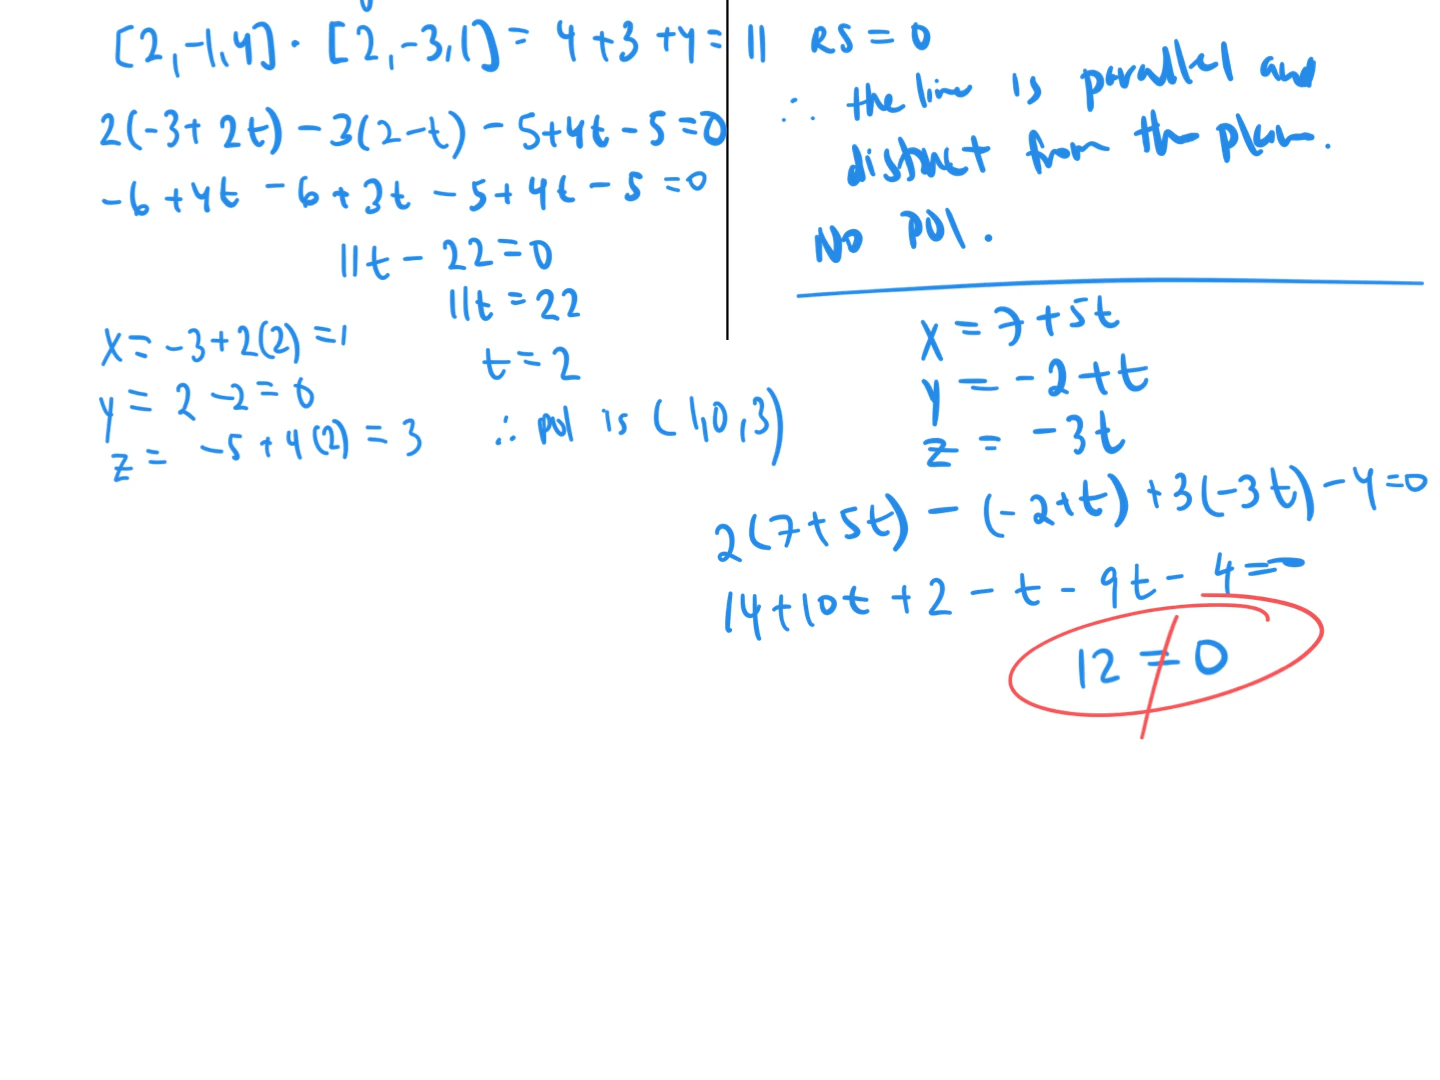 [2,-1,4] · [2,-3,1] = 4 + 3 + 4 = 11
2(-3 + 2t) - 3(2-t) - 5+4t - 5 = 0
-6 + 4t - 6 + 3t - 5 + 4t - 5 = 0
11t - 22 = 0
11t = 22
t = 2
x = -3 + 2(2) = 1
y = 2 - 2 = 0
z = -5 + 4(2) = 3
∴ POI is (1,0,3)
RS = 0
∴ the line is parallel and
distinct from the plane.
NO POI.
x = 7 + 5t
y = -2 + t
z = -3t
2(7+5t) - (-2+t) + 3(-3t) - 4 = 0
14 + 10t + 2 - t - 9t - 4 = 0
12 ≠ 0